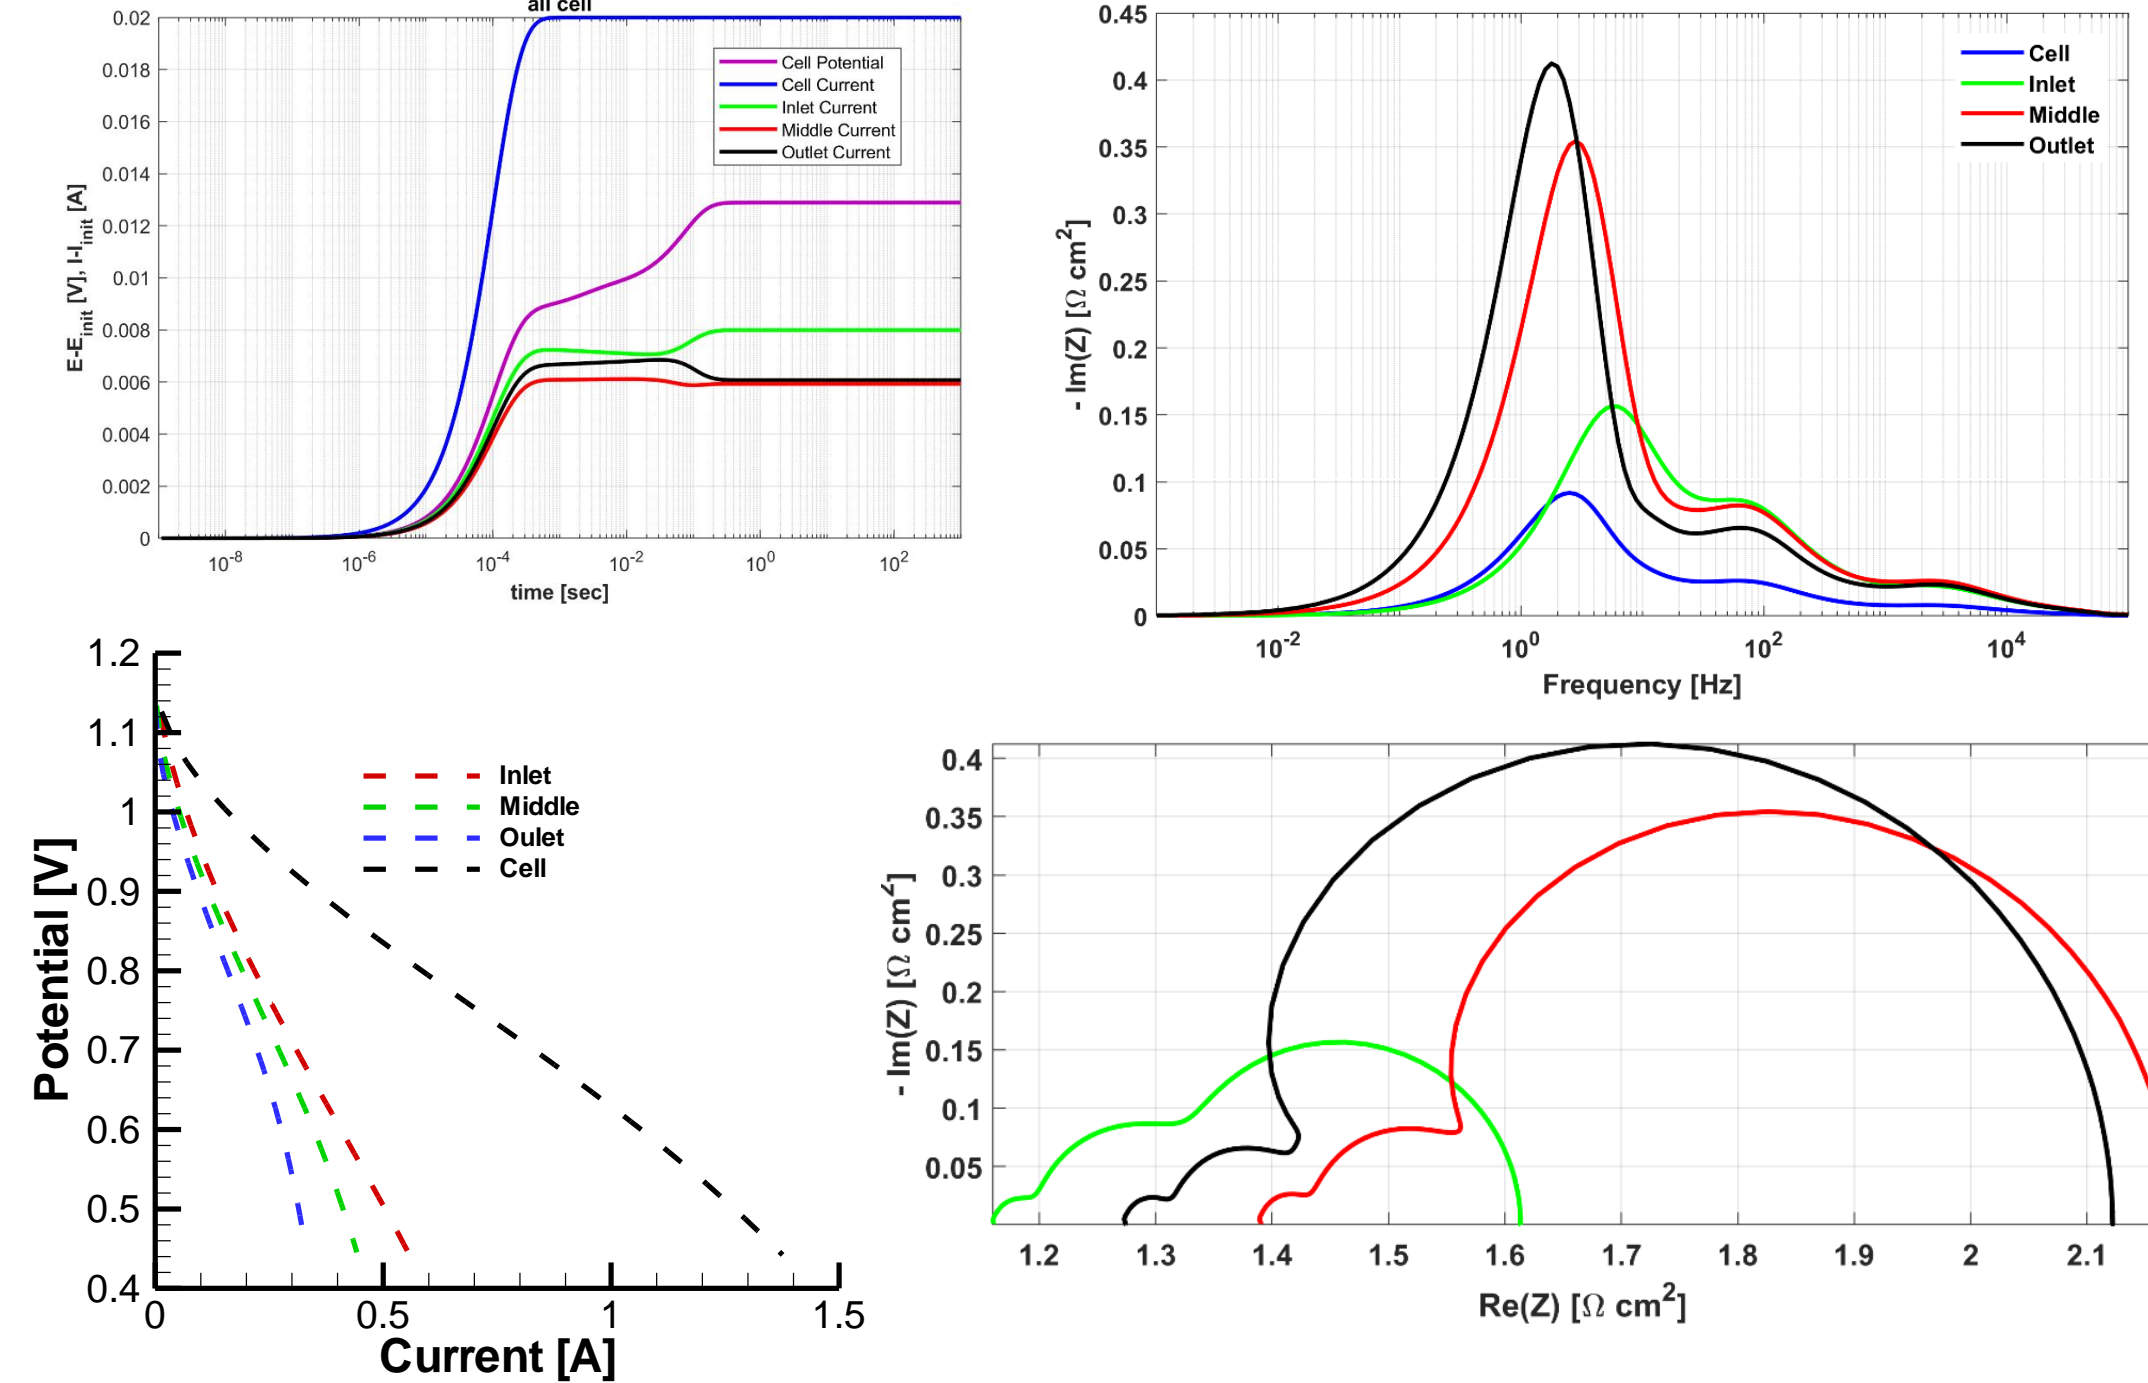 all cell
0.02
0.018
0.016
0.014
0.012
0.01
0.008
0.006
0.004
0.002
0
E-E_init [V], I-I_init [A]
Cell Potential
Cell Current
Inlet Current
Middle Current
Outlet Current
10^-8 10^-6 10^-4 10^-2 10^0 10^2
time [sec]
0.45
0.4
0.35
0.3
0.25
0.2
0.15
0.1
0.05
0
- Im(Z) [Ω cm^2]
Cell
Inlet
Middle
Outlet
10^-2 10^0 10^2 10^4
Frequency [Hz]
1.2
1.1
1
0.9
0.8
0.7
0.6
0.5
0.4
Potential [V]
Inlet
Middle
Oulet
Cell
0 0.5 1 1.5
Current [A]
0.4
0.35
0.3
0.25
0.2
0.15
0.1
0.05
- Im(Z) [Ω cm^2]
1.2 1.3 1.4 1.5 1.6 1.7 1.8 1.9 2 2.1
Re(Z) [Ω cm^2]